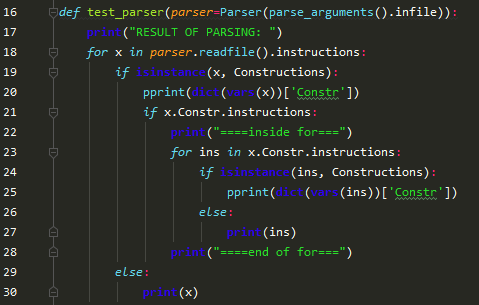 16 def test_parser(parser=Parser(parse_arguments().infile)):
17 print("RESULT OF PARSING: ")
18 for x in parser.readfile().instructions:
19 if isinstance(x, Constructions):
20 pprint(dict(vars(x))['Constr'])
21 if x.Constr.instructions:
22 print("====inside for===")
23 for ins in x.Constr.instructions:
24 if isinstance(ins, Constructions):
25 pprint(dict(vars(ins))['Constr'])
26 else:
27 print(ins)
28 print("====end of for===")
29 else:
30 print(x)